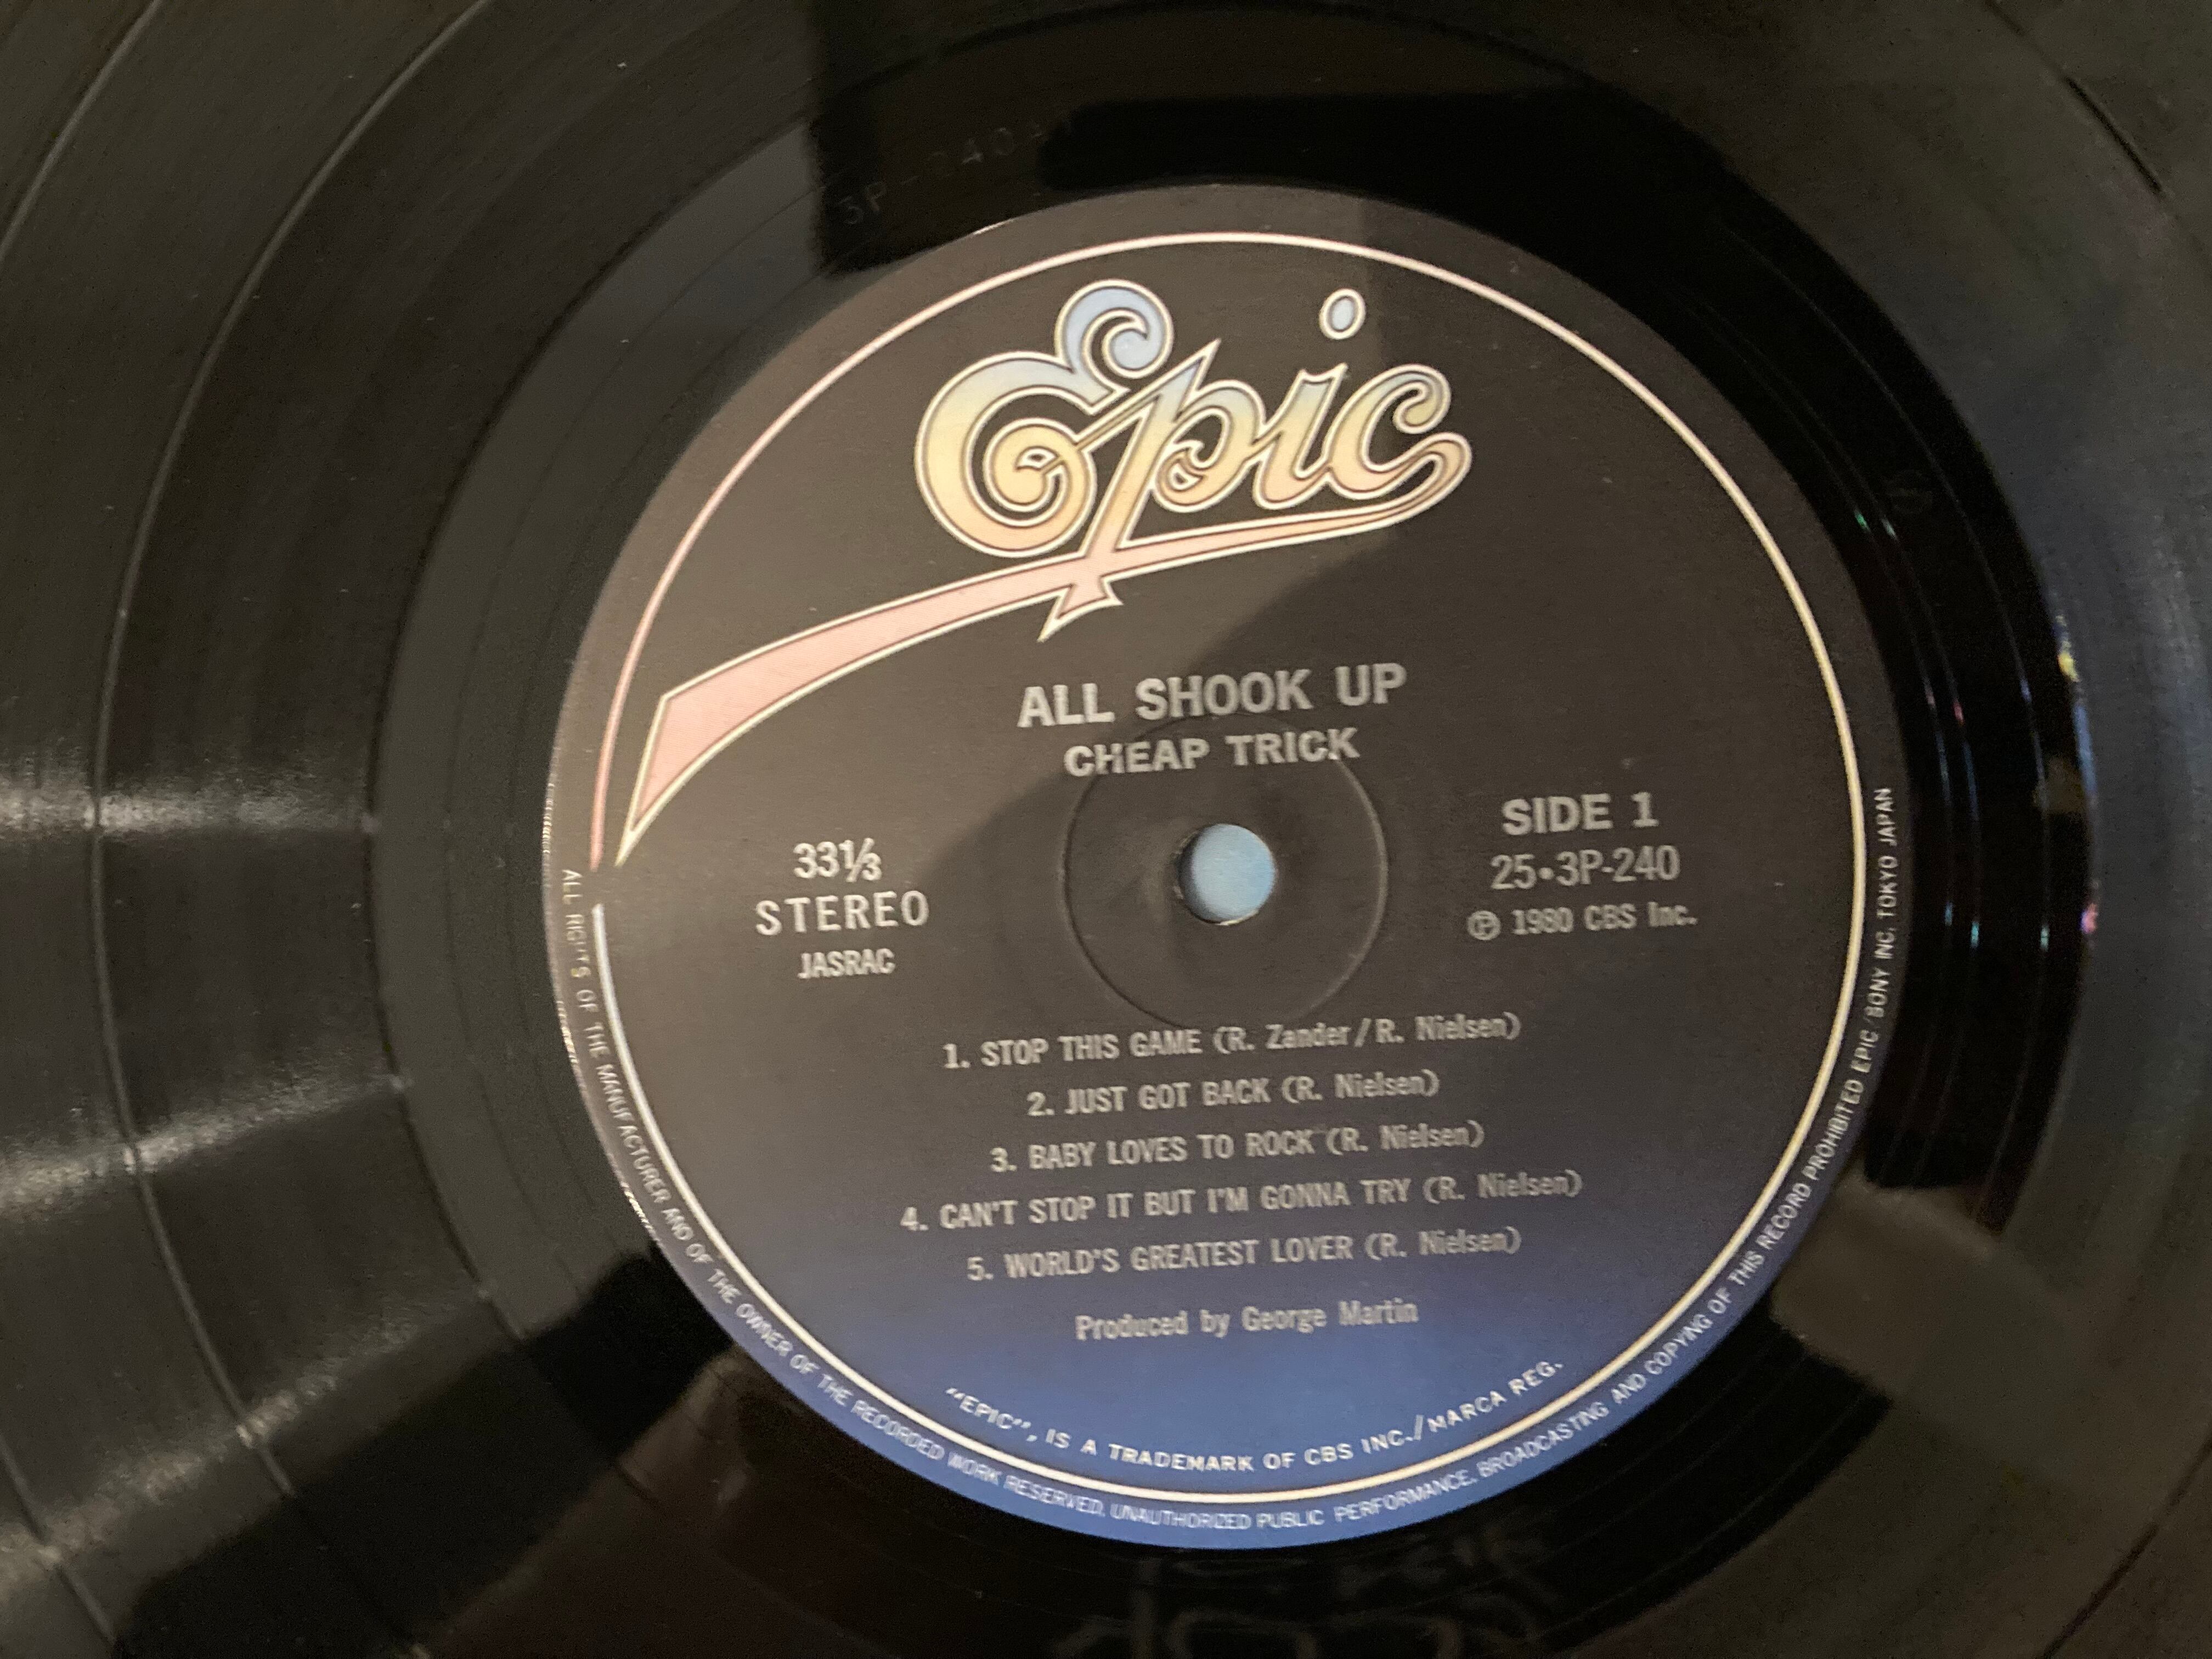 3P-240
Epic
ALL SHOOK UP
CHEAP TRICK
33⅓
STEREO
JASRAC
SIDE 1
25•3P-240
Ⓟ 1980 CBS Inc.
1. STOP THIS GAME (R. Zander/R. Nielsen)
2. JUST GOT BACK (R. Nielsen)
3. BABY LOVES TO ROCK (R. Nielsen)
4. CAN'T STOP IT BUT I'M GONNA TRY (R. Nielsen)
5. WORLD'S GREATEST LOVER (R. Nielsen)
Produced by George Martin
"EPIC", IS A TRADEMARK OF CBS INC./MARCA REG.
ALL RIGHTS OF THE MANUFACTURER AND OF THE OWNER OF THE RECORDED WORK RESERVED. UNAUTHORIZED PUBLIC PERFORMANCE, BROADCASTING AND COPYING OF THIS RECORD PROHIBITED EPIC SONY INC. TOKYO JAPAN